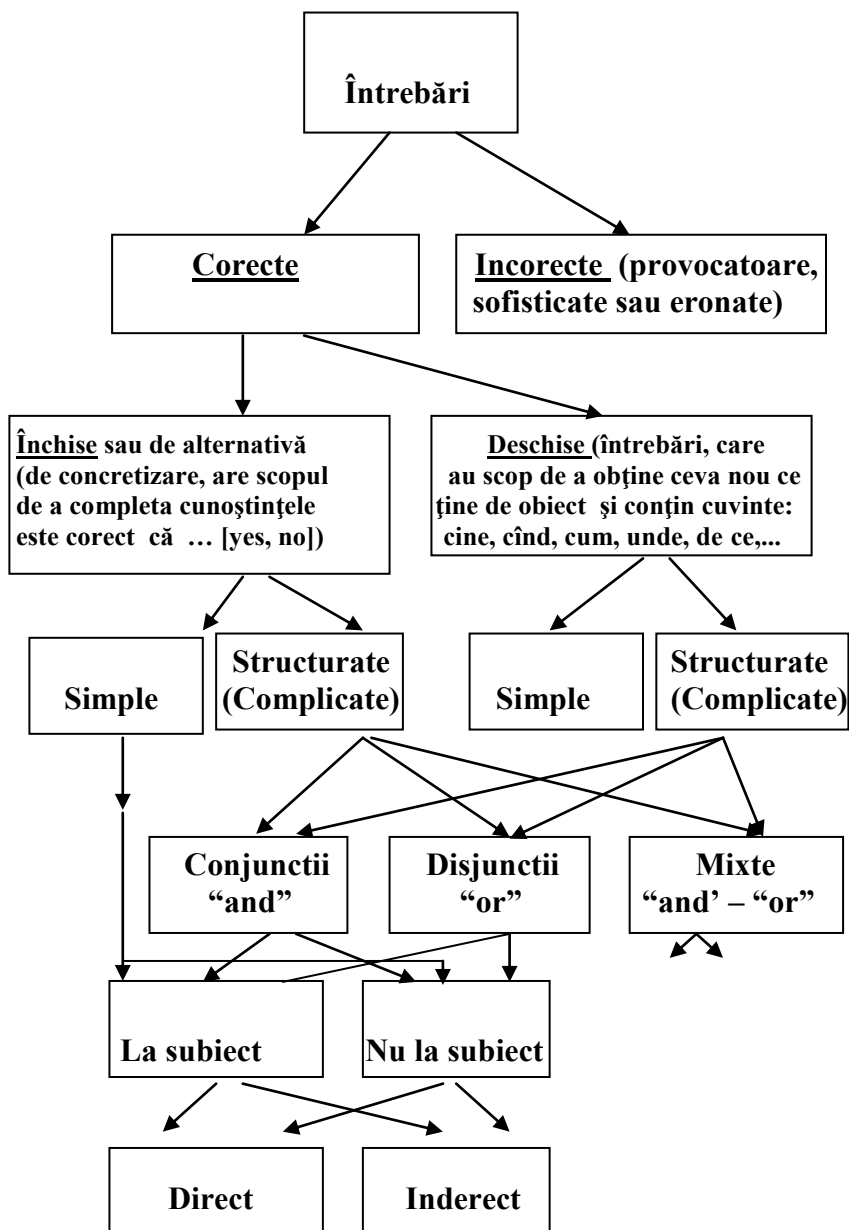 Întrebări
Corecte
Incorecte (provocatoare,
sofisticate sau eronate)
Închise sau de alternativă
(de concretizare, are scopul
de a completa cunoştinţele
este corect că … [yes, no])
Deschise (întrebări, care
au scop de a obţine ceva nou ce
ţine de obiect şi conţin cuvinte:
cine, cînd, cum, unde, de ce,...
Simple
Structurate
(Complicate)
Simple
Structurate
(Complicate)
Conjunctii
“and”
Disjunctii
“or”
Mixte
“and’ – “or”
La subiect
Nu la subiect
Direct
Inderect